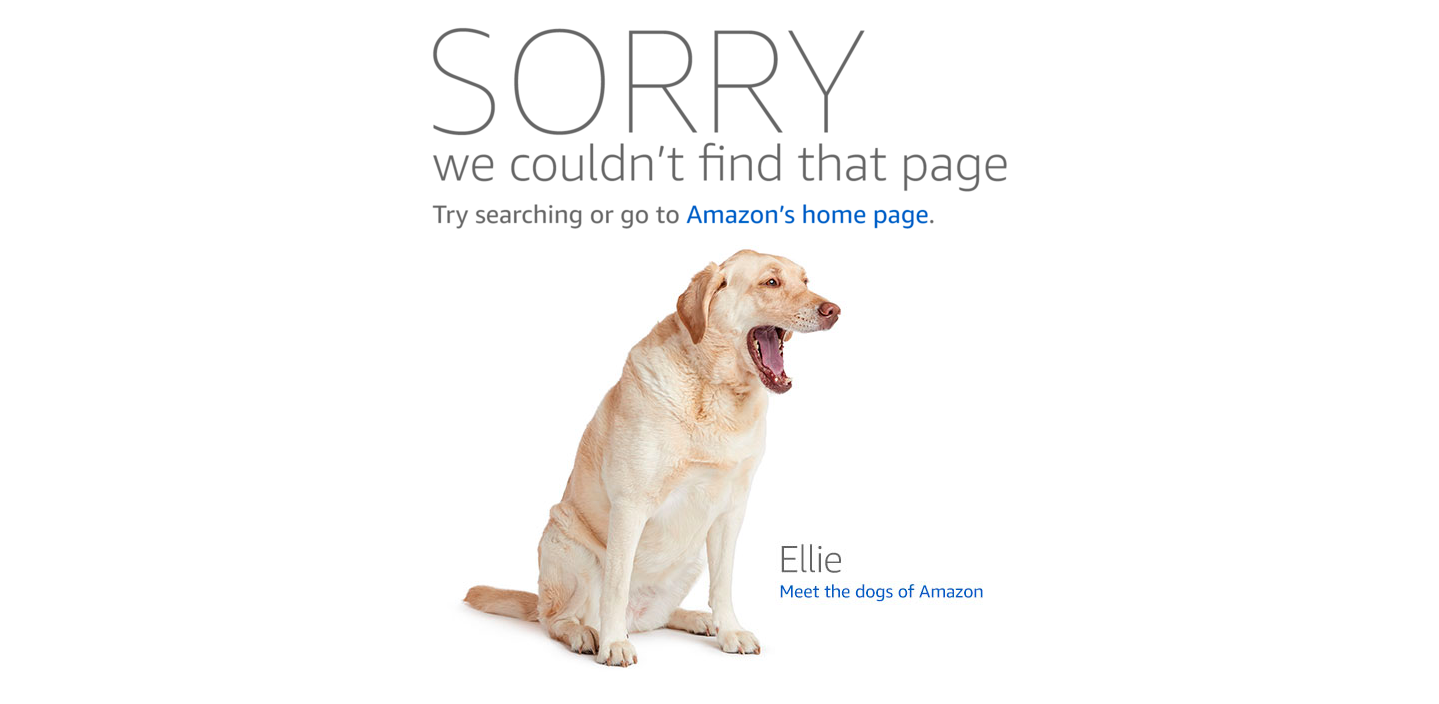 SORRY
we couldn’t find that page
Try searching or go to Amazon’s home page.
Ellie
Meet the dogs of Amazon